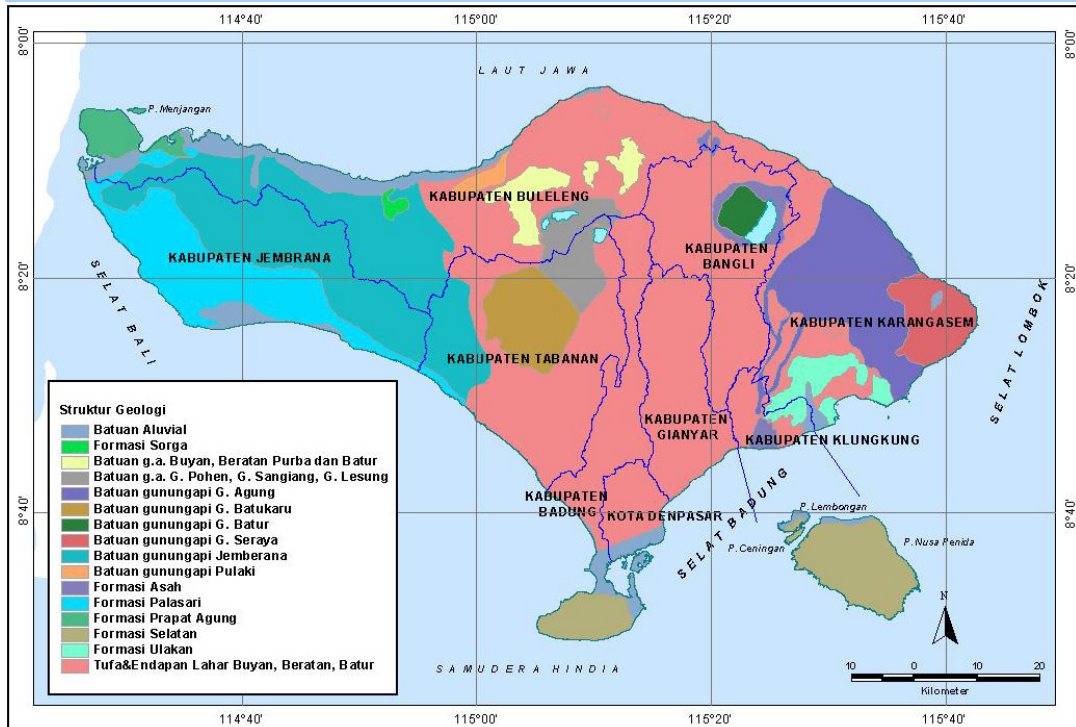 114°40'
115°00'
115°20'
115°40'
8°00'
8°00'
LAUT JAWA
P. Menjangan
KABUPATEN BULELENG
KABUPATEN JEMBRANA
KABUPATEN
BANGLI
8°20'
8°20'
SELAT BALI
KABUPATEN KARANGASEM
SELAT LOMBOK
KABUPATEN TABANAN
KABUPATEN
GIANYAR
KABUPATEN KLUNGKUNG
KABUPATEN
BADUNG
KOTA DENPASAR
SELAT BADUNG
8°40'
8°40'
P. Lembongan
P. Ceningan
P. Nusa Penida
Struktur Geologi
Batuan Aluvial
Formasi Sorga
Batuan g.a. Buyan, Beratan Purba dan Batur
Batuan g.a. G. Pohen, G. Sangiang, G. Lesung
Batuan gunungapi G. Agung
Batuan gunungapi G. Batukaru
Batuan gunungapi G. Batur
Batuan gunungapi G. Seraya
Batuan gunungapi Jemberana
Batuan gunungapi Pulaki
Formasi Asah
Formasi Palasari
Formasi Prapat Agung
Formasi Selatan
Formasi Ulakan
Tufa&Endapan Lahar Buyan, Beratan, Batur
SAMUDERA HINDIA
N
10 0 10 20
Kilometer
114°40'
115°00'
115°20'
115°40'